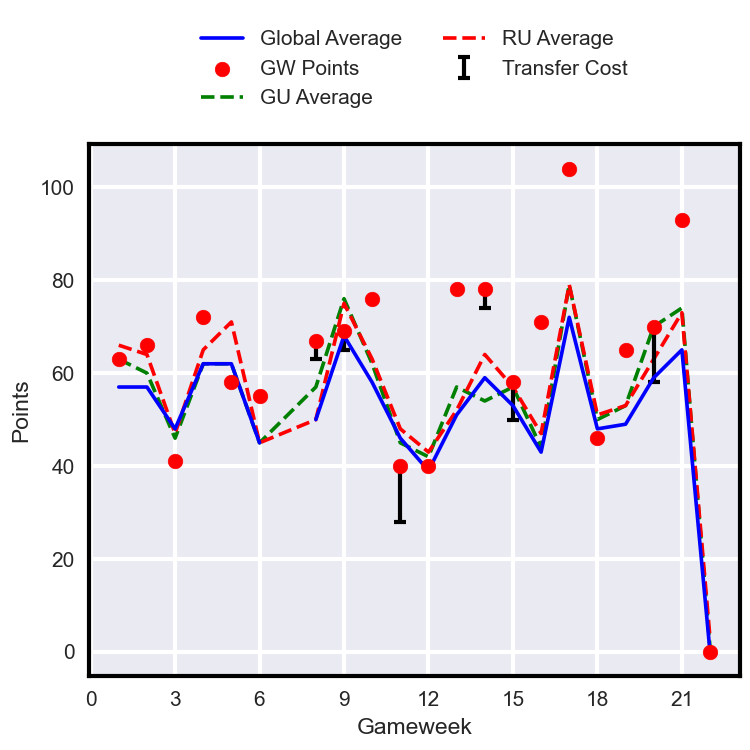 Global Average
GW Points
GU Average
RU Average
Transfer Cost
Points
100
80
60
40
20
0
0 3 6 9 12 15 18 21
Gameweek